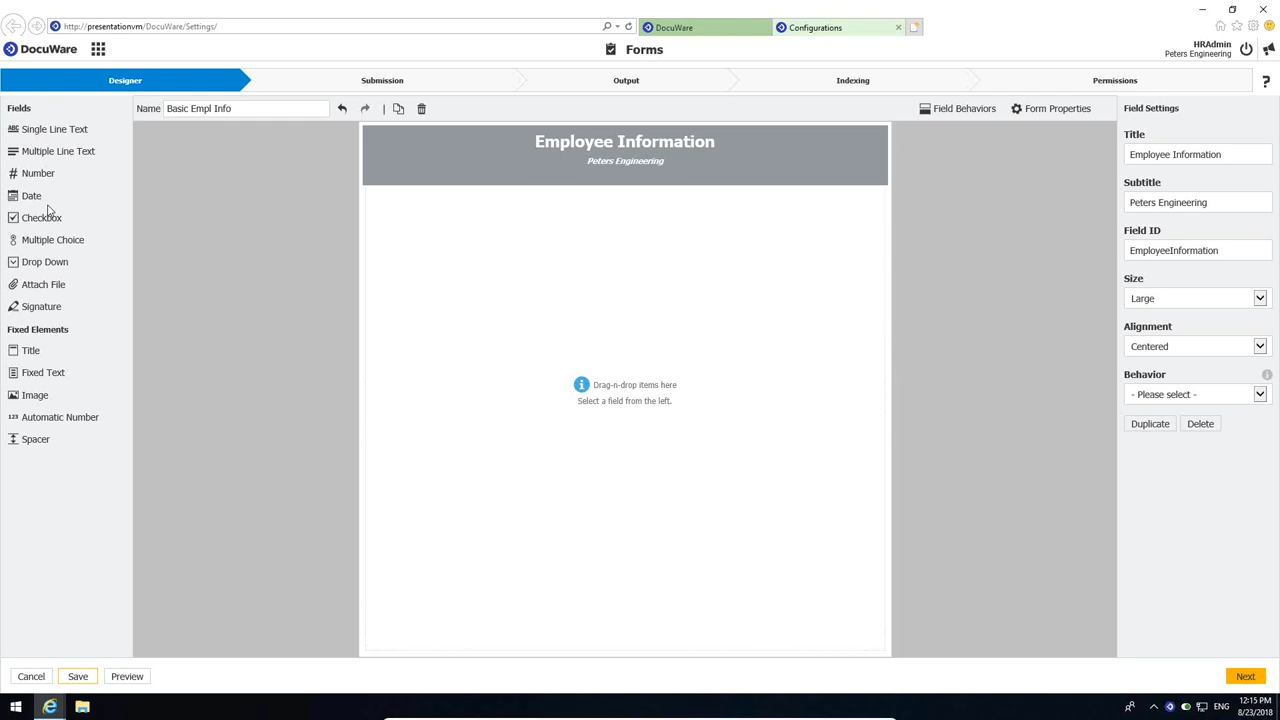 http://presentationvm/DocuWare/Settings/
DocuWare
Configurations
DocuWare
Forms
HRAdmin
Peters Engineering
Designer
Submission
Output
Indexing
Permissions
?
Fields
ABC Single Line Text
Multiple Line Text
# Number
Date
Checkbox
Multiple Choice
Drop Down
Attach File
Signature
Fixed Elements
Title
Fixed Text
Image
123 Automatic Number
Spacer
Name Basic Empl Info
Field Behaviors
Form Properties
Employee Information
Peters Engineering
Drag-n-drop items here
Select a field from the left.
Field Settings
Title
Employee Information
Subtitle
Peters Engineering
Field ID
EmployeeInformation
Size
Large
Alignment
Centered
Behavior
- Please select -
Duplicate Delete
Cancel Save Preview Next
ENG
12:15 PM
8/23/2018